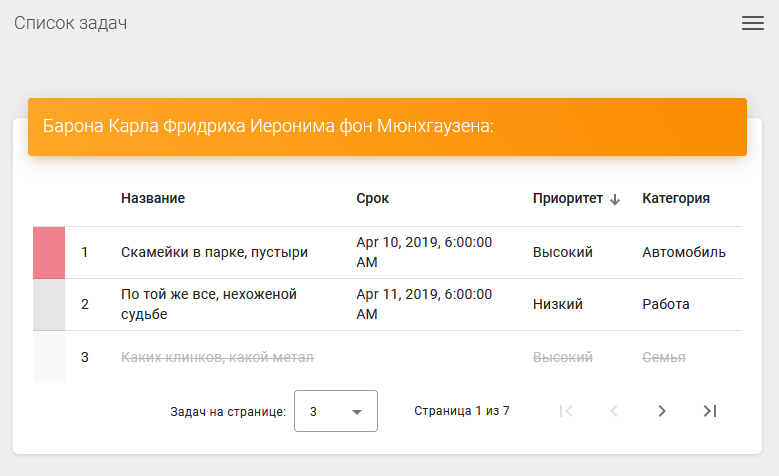 Список задач
Барона Карла Фридриха Иеронима фон Мюнхгаузена:
Название Срок Приоритет Категория
1 Скамейки в парке, пустыри Apr 10, 2019, 6:00:00 AM Высокий Автомобиль
2 По той же все, нехоженой судьбе Apr 11, 2019, 6:00:00 AM Низкий Работа
3 Каких клинков, какой метал Высокий Семья
Задач на странице: 3 Страница 1 из 7